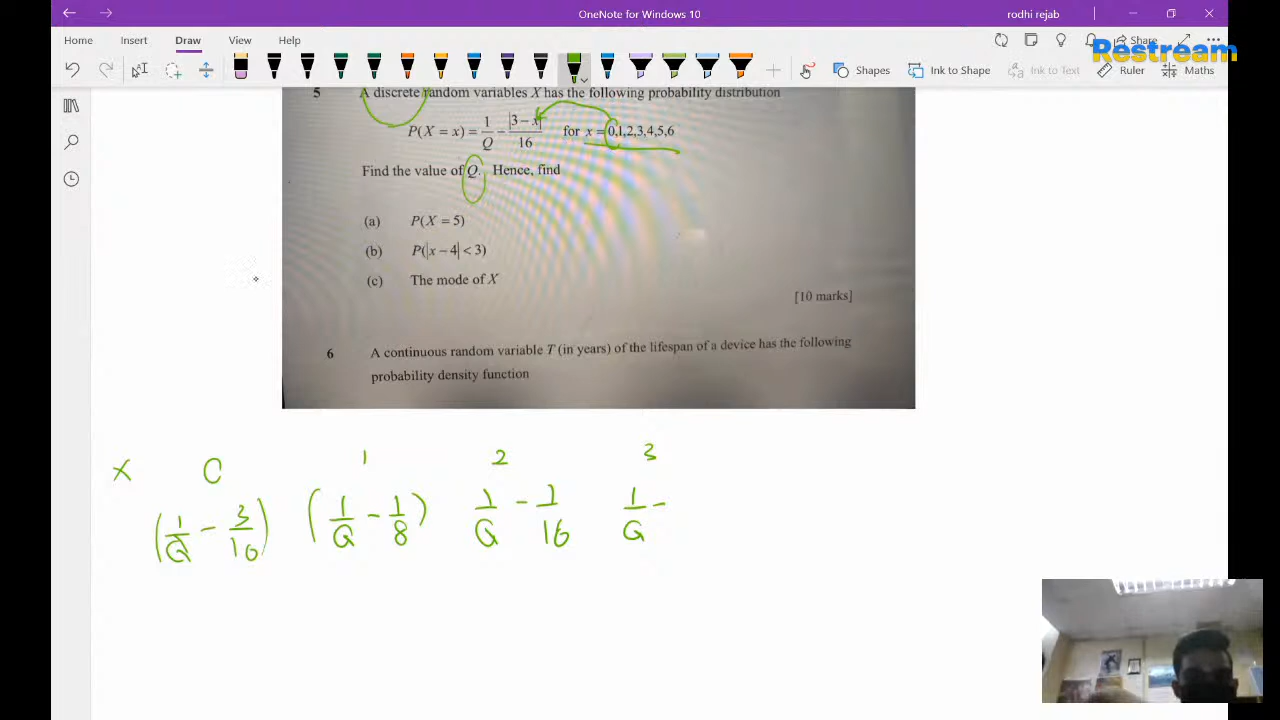 OneNote for Windows 10
rodhi rejab
Home Insert Draw View Help
Share
Restream
Shapes Ink to Shape Ink to Text Ruler Maths
5 A discrete random variables X has the following probability distribution
P(X = x) = 1/Q − |3 − x|/16 for x = 0,1,2,3,4,5,6
Find the value of Q. Hence, find
(a) P(X = 5)
(b) P(|x − 4| < 3)
(c) The mode of X
[10 marks]
6 A continuous random variable T (in years) of the lifespan of a device has the following
probability density function
X 0 1 2 3
(1/Q − 3/16) (1/Q − 1/8) 1/Q − 1/16 1/Q −